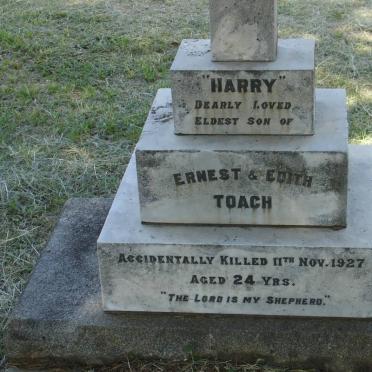 "HARRY"
DEARLY LOVED
ELDEST SON OF
ERNEST & EDITH
TOACH
ACCIDENTALLY KILLED 11TH NOV. 1927
AGED 24 YRS.
"THE LORD IS MY SHEPHERD."